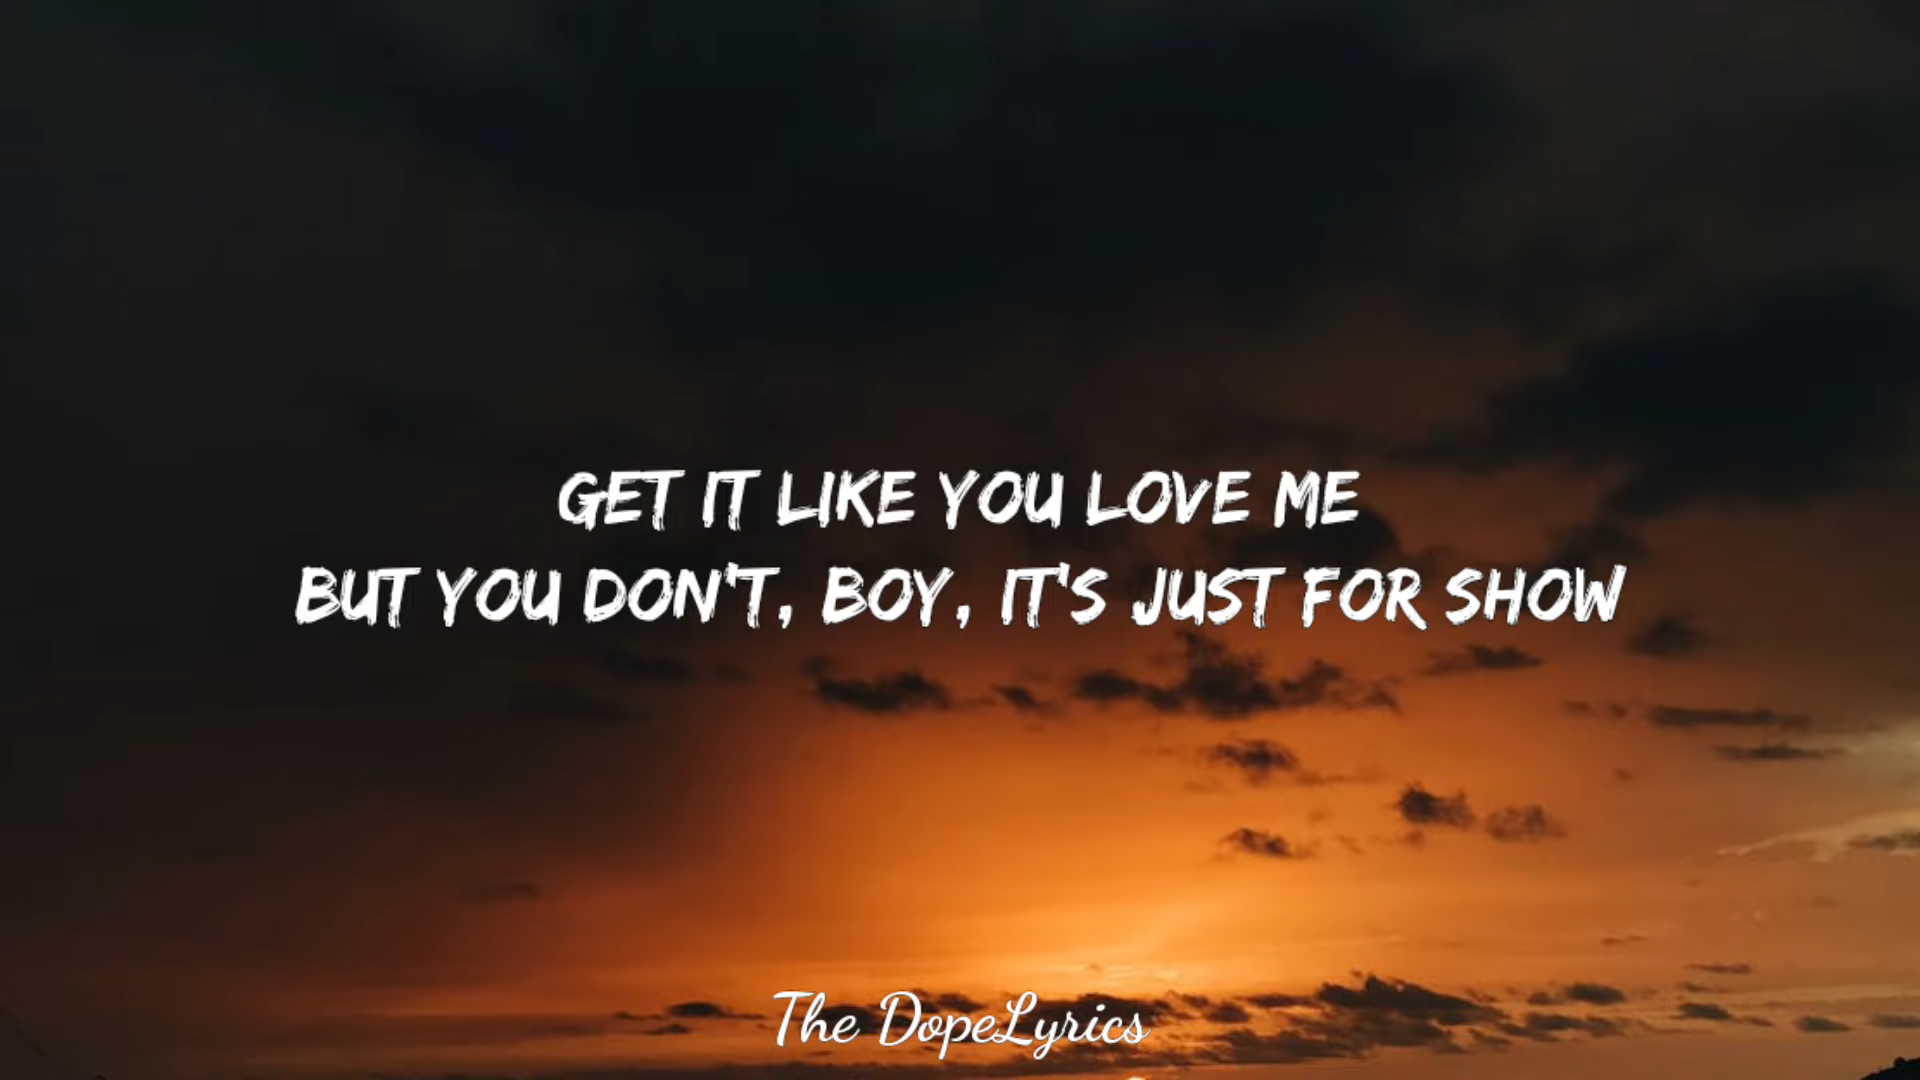 GET IT LIKE YOU LOVE ME
BUT YOU DON'T, BOY, IT'S JUST FOR SHOW
The DopeLyrics